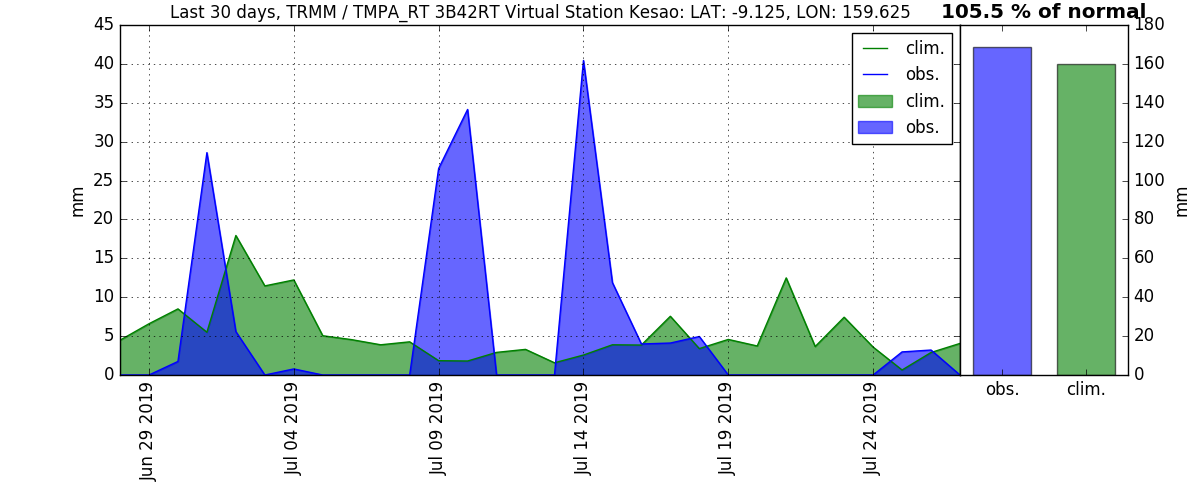 Last 30 days, TRMM / TMPA_RT 3B42RT Virtual Station Kesao: LAT: -9.125, LON: 159.625
105.5 % of normal
45
40
35
30
25
20
15
10
5
0
mm
clim.
obs.
clim.
obs.
180
160
140
120
100
80
60
40
20
0
mm
Jun 29 2019
Jul 04 2019
Jul 09 2019
Jul 14 2019
Jul 19 2019
Jul 24 2019
obs.
clim.